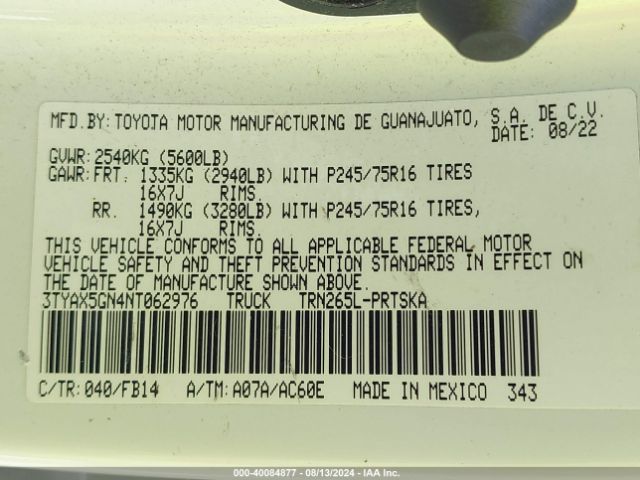 MFD.BY: TOYOTA MOTOR MANUFACTURING DE GUANAJUATO, S.A. DE C.V.
DATE: 08/22
GVWR: 2540KG (5600LB)
GAWR: FRT. 1335KG (2940LB) WITH P245/75R16 TIRES
16X7J RIMS.
RR. 1490KG (3280LB) WITH P245/75R16 TIRES,
16X7J RIMS.
THIS VEHICLE CONFORMS TO ALL APPLICABLE FEDERAL MOTOR
VEHICLE SAFETY AND THEFT PREVENTION STANDARDS IN EFFECT ON
THE DATE OF MANUFACTURE SHOWN ABOVE.
3TYAX5GN4NT062976 TRUCK TRN265L-PRTSKA
C/TR: 040/FB14 A/TM: A07A/AC60E MADE IN MEXICO 343
000-40084877 - 08/13/2024 - IAA Inc.